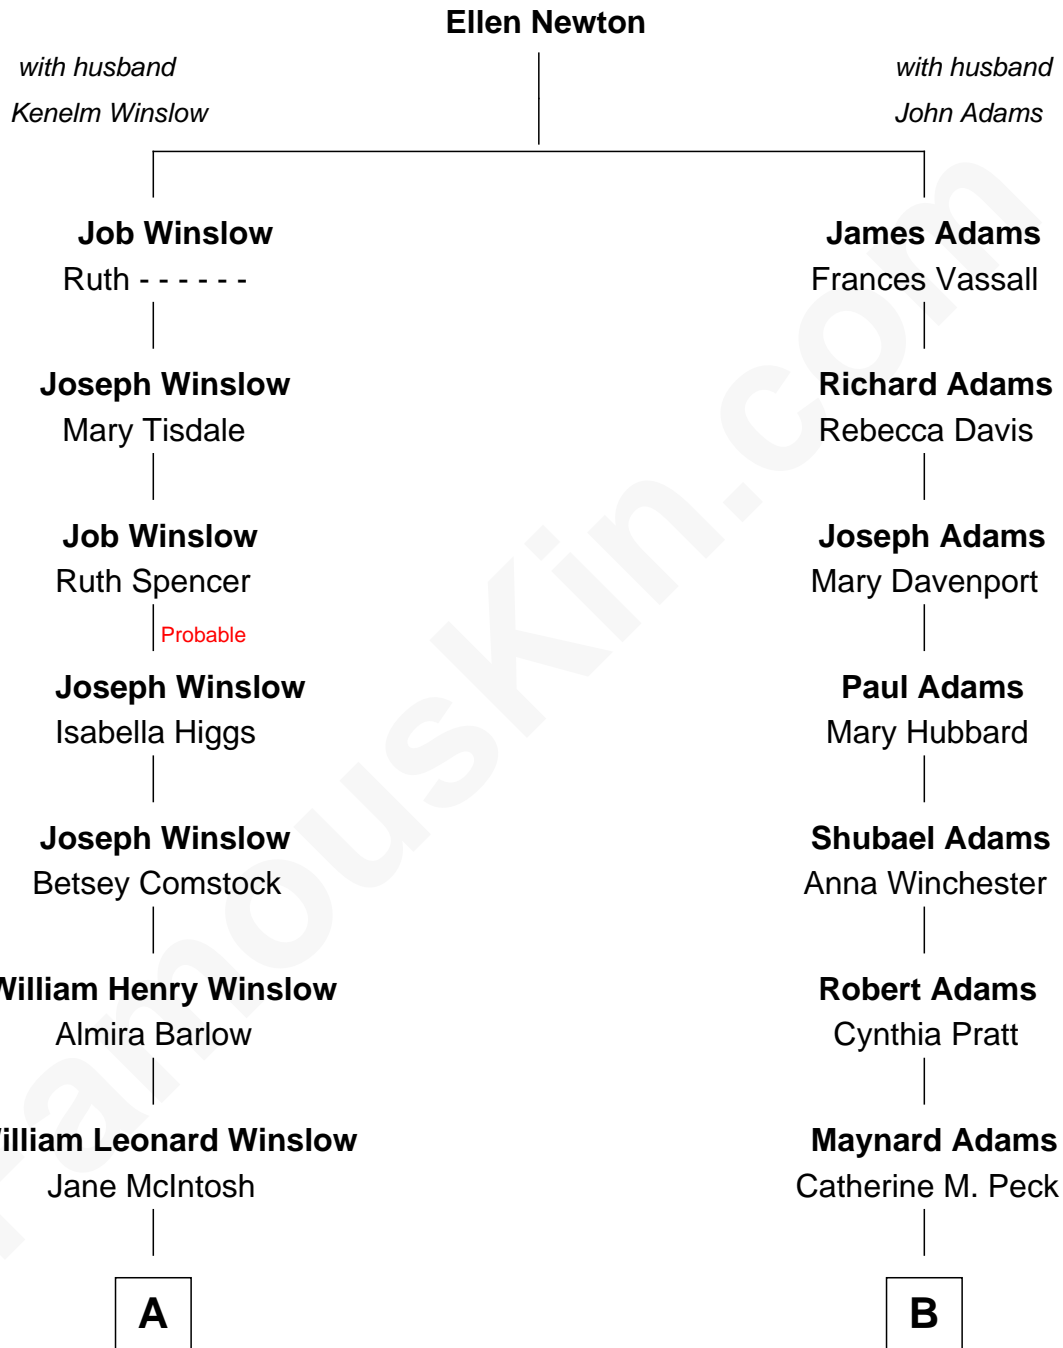 Ellen Newton
with husband
Kenelm Winslow
with husband
John Adams
Job Winslow
Ruth - - - - - -
James Adams
Frances Vassall
Joseph Winslow
Mary Tisdale
Richard Adams
Rebecca Davis
Job Winslow
Ruth Spencer
Joseph Adams
Mary Davenport
Probable
Joseph Winslow
Isabella Higgs
Paul Adams
Mary Hubbard
Joseph Winslow
Betsey Comstock
Shubael Adams
Anna Winchester
William Henry Winslow
Almira Barlow
Robert Adams
Cynthia Pratt
William Leonard Winslow
Jane McIntosh
Maynard Adams
Catherine M. Peck
A
B
FamousKin.com